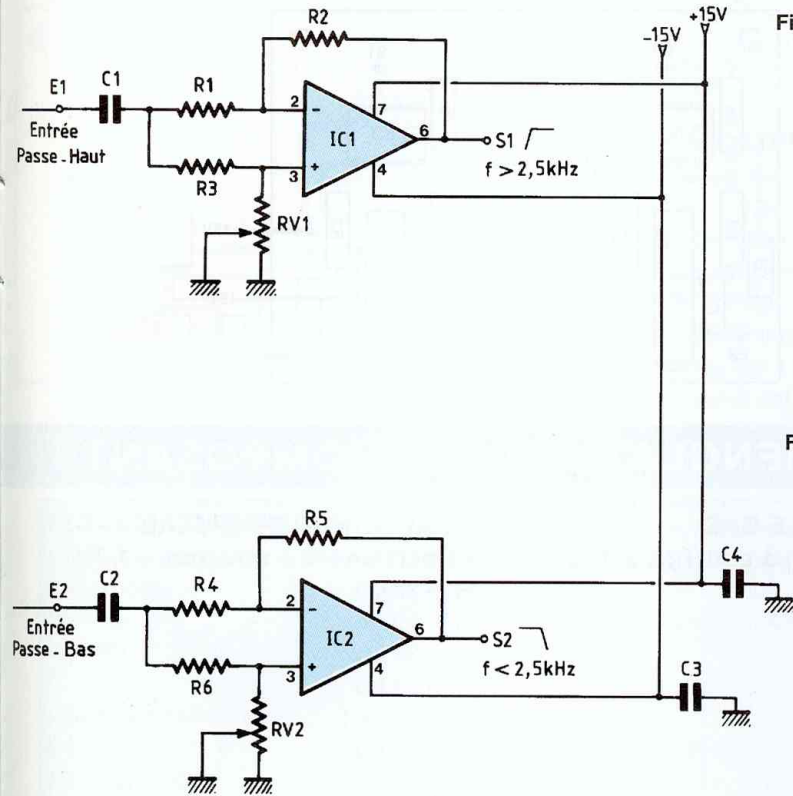 -15V
+15V
Fi
R2
E1
C1
R1
2
-
7
IC1
6
S1
Entrée
Passe-Haut
R3
3
+
4
f > 2,5kHz
RV1
F
R5
E2
C2
R4
2
-
7
C4
IC2
6
S2
Entrée
Passe-Bas
R6
3
+
4
f < 2,5kHz
C3
RV2